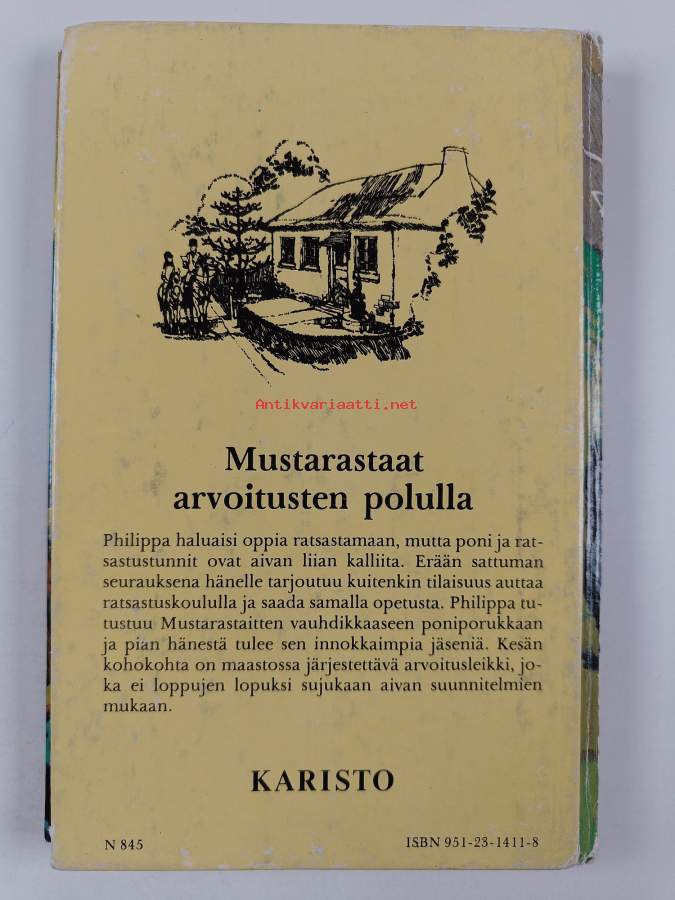 Antikvariaatti.net
Mustarastaat
arvoitusten polulla
Philippa haluaisi oppia ratsastamaan, mutta poni ja rat-
sastustunnit ovat aivan liian kalliita. Erään sattuman
seurauksena hänelle tarjoutuu kuitenkin tilaisuus auttaa
ratsastuskoululla ja saada samalla opetusta. Philippa tu-
tustuu Mustarastaitten vauhdikkaaseen poniporukkaan
ja pian hänestä tulee sen innokkaimpia jäseniä. Kesän
kohokohta on maastossa järjestettävä arvoitusleikki, jo-
ka ei loppujen lopuksi sujukaan aivan suunnitelmien
mukaan.
KARISTO
N 845
ISBN 951-23-1411-8